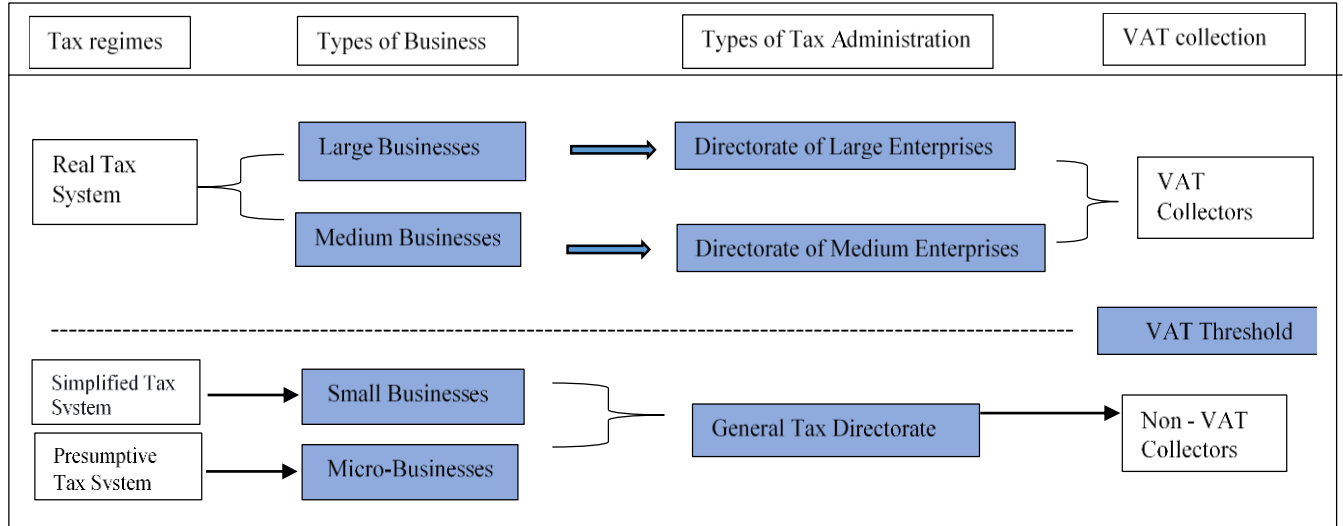 Tax regimes
Types of Business
Types of Tax Administration
VAT collection
Real Tax
System
Large Businesses
Directorate of Large Enterprises
Medium Businesses
Directorate of Medium Enterprises
VAT
Collectors
VAT Threshold
Simplified Tax
System
Small Businesses
Presumptive
Tax System
Micro-Businesses
General Tax Directorate
Non - VAT
Collectors